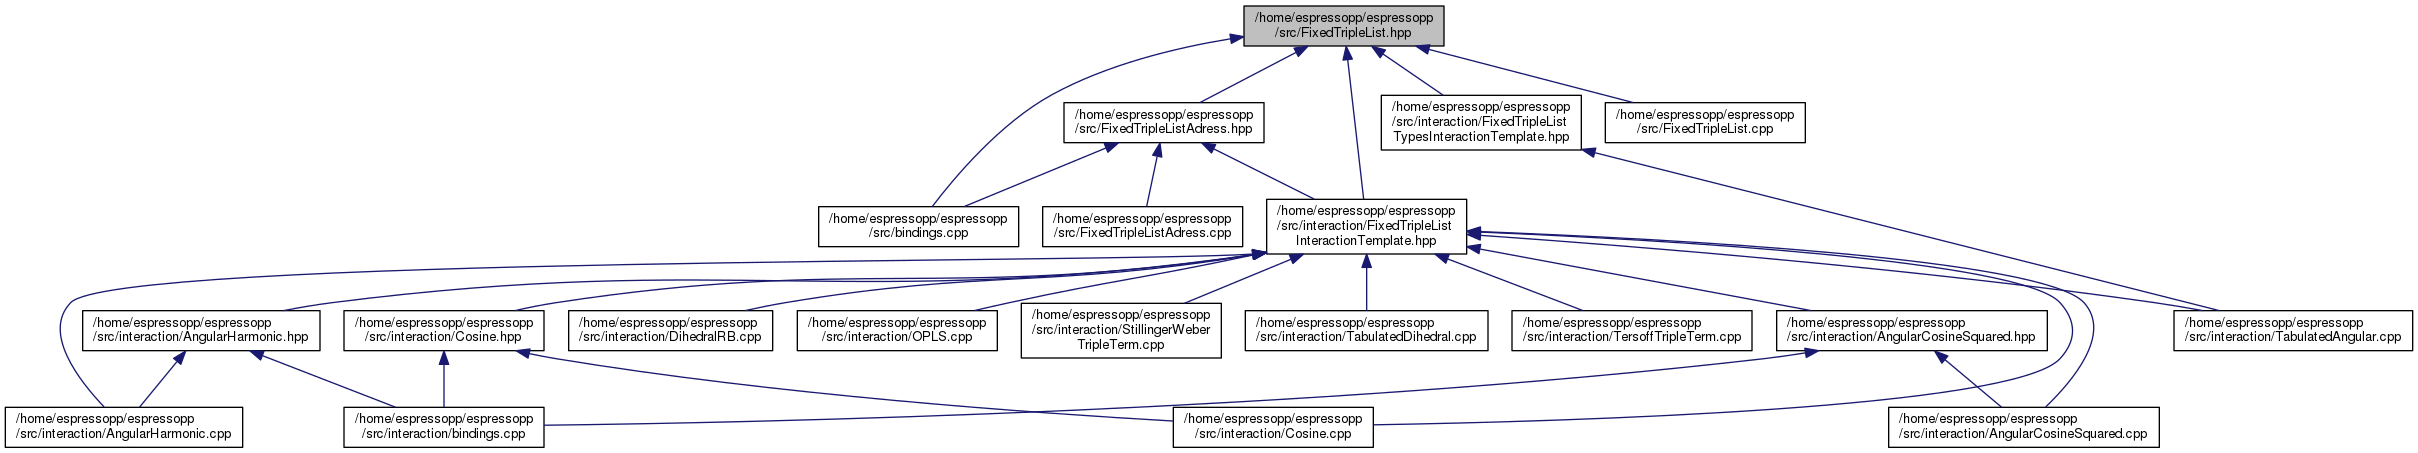 /home/espressopp/espressopp
/src/FixedTripleList.hpp
/home/espressopp/espressopp
/src/FixedTripleListAdress.hpp
/home/espressopp/espressopp
/src/interaction/FixedTripleList
TypesInteractionTemplate.hpp
/home/espressopp/espressopp
/src/FixedTripleList.cpp
/home/espressopp/espressopp
/src/bindings.cpp
/home/espressopp/espressopp
/src/FixedTripleListAdress.cpp
/home/espressopp/espressopp
/src/interaction/FixedTripleList
InteractionTemplate.hpp
/home/espressopp/espressopp
/src/interaction/AngularHarmonic.hpp
/home/espressopp/espressopp
/src/interaction/Cosine.hpp
/home/espressopp/espressopp
/src/interaction/DihedralRB.cpp
/home/espressopp/espressopp
/src/interaction/OPLS.cpp
/home/espressopp/espressopp
/src/interaction/StillingerWeber
TripleTerm.cpp
/home/espressopp/espressopp
/src/interaction/TabulatedDihedral.cpp
/home/espressopp/espressopp
/src/interaction/TersoffTripleTerm.cpp
/home/espressopp/espressopp
/src/interaction/AngularCosineSquared.hpp
/home/espressopp/espressopp
/src/interaction/TabulatedAngular.cpp
/home/espressopp/espressopp
/src/interaction/AngularHarmonic.cpp
/home/espressopp/espressopp
/src/interaction/bindings.cpp
/home/espressopp/espressopp
/src/interaction/Cosine.cpp
/home/espressopp/espressopp
/src/interaction/AngularCosineSquared.cpp